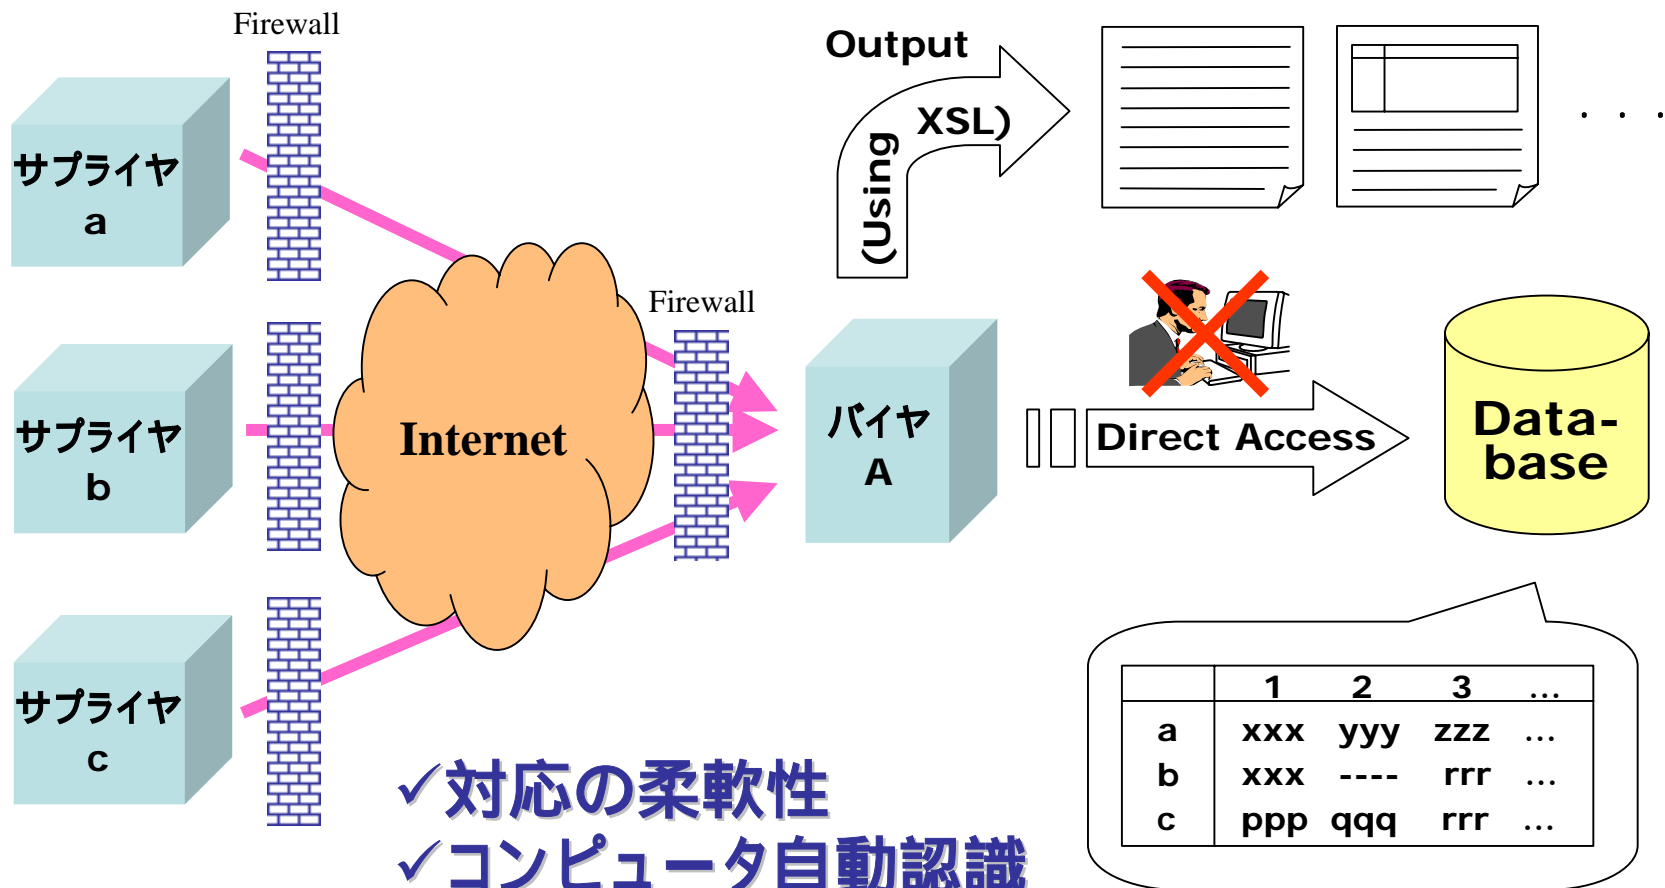 Firewall
サプライヤ
a
サプライヤ
b
サプライヤ
c
Internet
Firewall
バイヤ
A
Output
(Using XSL)
. . .
Direct Access
Data-
base
1 2 3 ...
a xxx yyy zzz ...
b xxx ---- rrr ...
c ppp qqq rrr ...
✓対応の柔軟性
✓コンピュータ自動認識